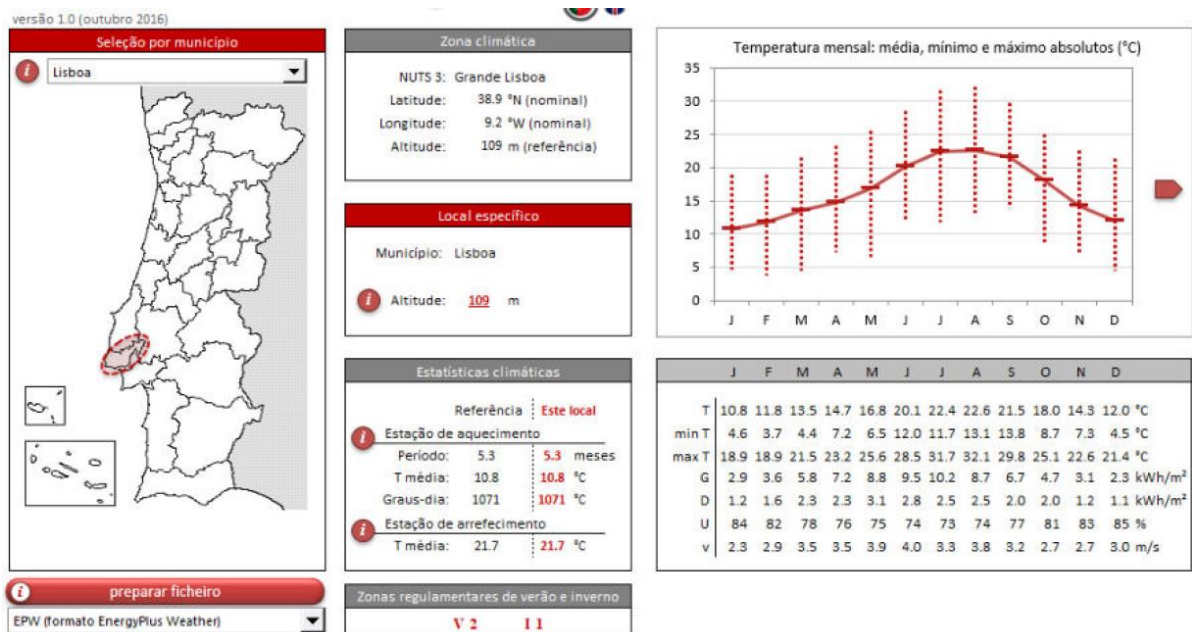 versão 1.0 (outubro 2016)
Seleção por município
i Lisboa
preparar ficheiro
EPW (formato EnergyPlus Weather)
Zona climática
NUTS 3: Grande Lisboa
Latitude: 38.9 °N (nominal)
Longitude: 9.2 °W (nominal)
Altitude: 109 m (referência)
Local específico
Município: Lisboa
i Altitude: 109 m
Estatísticas climáticas
Referência Este local
i Estação de aquecimento
Período: 5.3 5.3 meses
T média: 10.8 10.8 °C
Graus-dia: 1071 1071 °C
i Estação de arrefecimento
T média: 21.7 21.7 °C
Zonas regulamentares de verão e inverno
V 2 I 1
Temperatura mensal: média, mínimo e máximo absolutos (°C)
35
30
25
20
15
10
5
0
J F M A M J J A S O N D
J F M A M J J A S O N D
T 10.8 11.8 13.5 14.7 16.8 20.1 22.4 22.6 21.5 18.0 14.3 12.0 °C
min T 4.6 3.7 4.4 7.2 6.5 12.0 11.7 13.1 13.8 8.7 7.3 4.5 °C
max T 18.9 18.9 21.5 23.2 25.6 28.5 31.7 32.1 29.8 25.1 22.6 21.4 °C
G 2.9 3.6 5.8 7.2 8.8 9.5 10.2 8.7 6.7 4.7 3.1 2.3 kWh/m²
D 1.2 1.6 2.3 2.3 3.1 2.8 2.5 2.5 2.0 2.0 1.2 1.1 kWh/m²
U 84 82 78 76 75 74 73 74 77 81 83 85 %
v 2.3 2.9 3.5 3.5 3.9 4.0 3.3 3.8 3.2 2.7 2.7 3.0 m/s